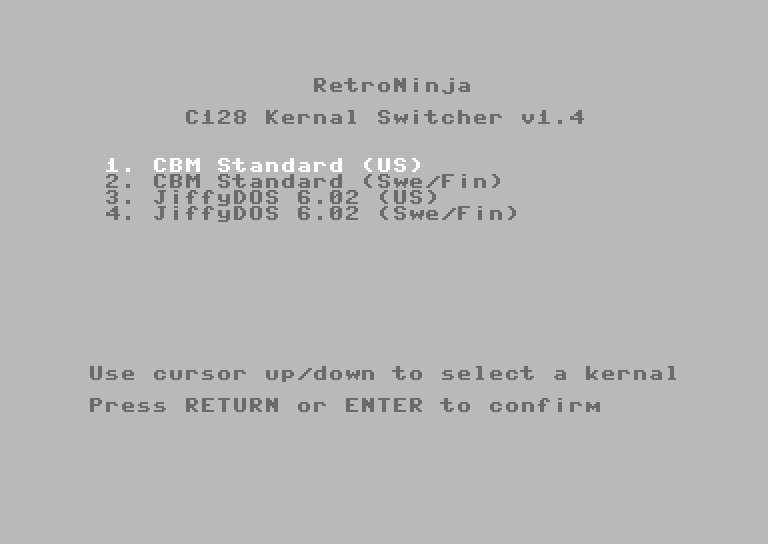 RetroNinja
C128 Kernal Switcher v1.4
1. CBM Standard (US)
2. CBM Standard (Swe/Fin)
3. JiffyDOS 6.02 (US)
4. JiffyDOS 6.02 (Swe/Fin)
Use cursor up/down to select a kernal
Press RETURN or ENTER to confirm